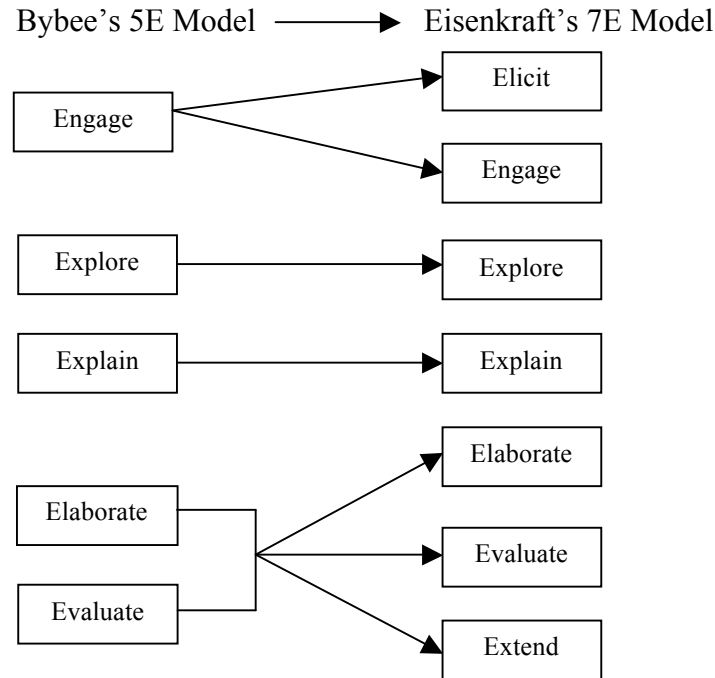 Bybee's 5E Model
Eisenkraft's 7E Model
Engage
Elicit
Engage
Explore
Explore
Explain
Explain
Elaborate
Evaluate
Elaborate
Evaluate
Extend